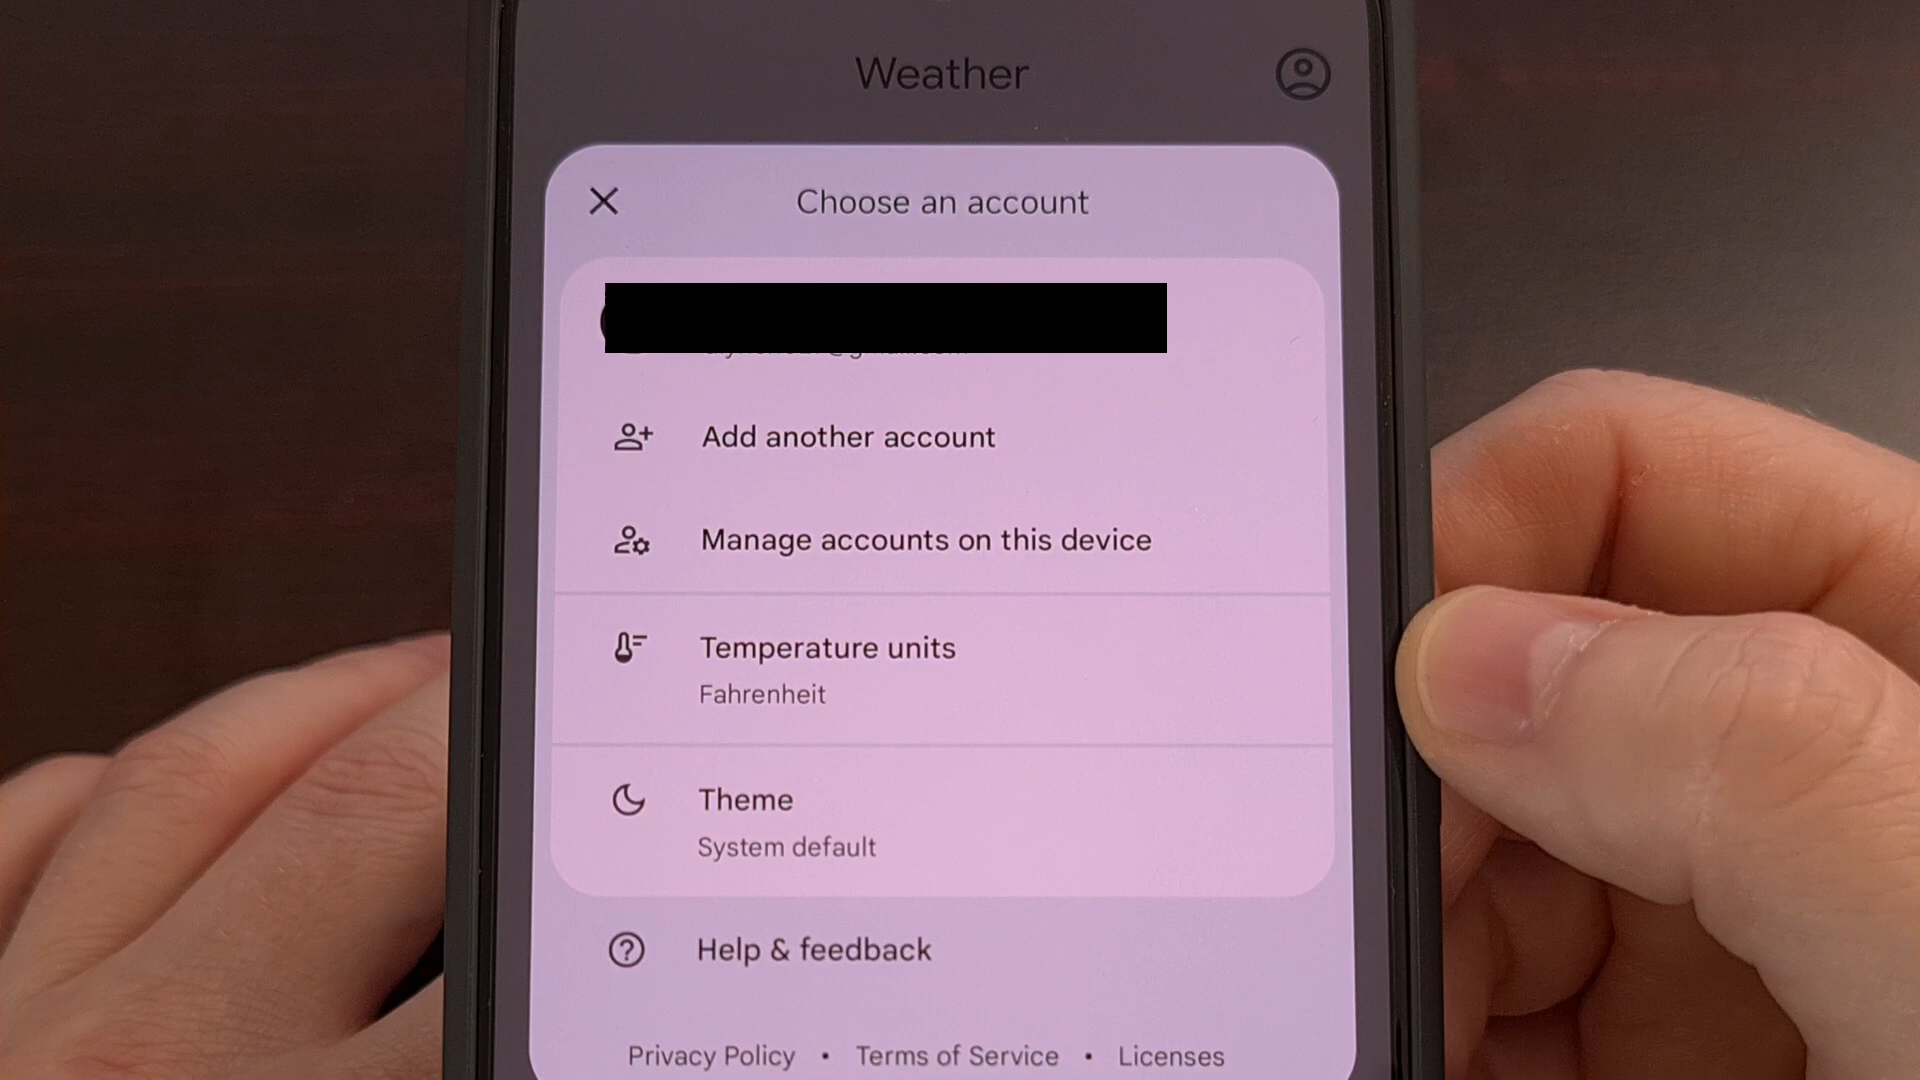 Weather
Choose an account
Add another account
Manage accounts on this device
Temperature units
Fahrenheit
Theme
System default
Help & feedback
Privacy Policy • Terms of Service • Licenses